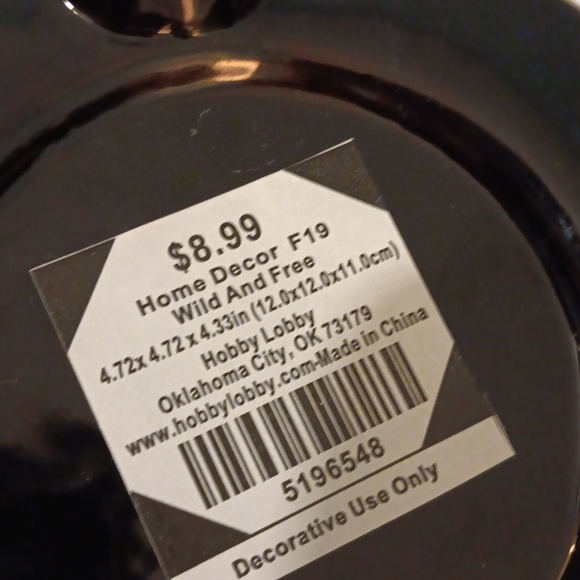 $8.99
Home Decor F19
Wild And Free
4.72x 4.72 x 4.33in (12.0x12.0x11.0cm)
Hobby Lobby
Oklahoma City, OK 73179
www.hobbylobby.com-Made in China
5196548
Decorative Use Only